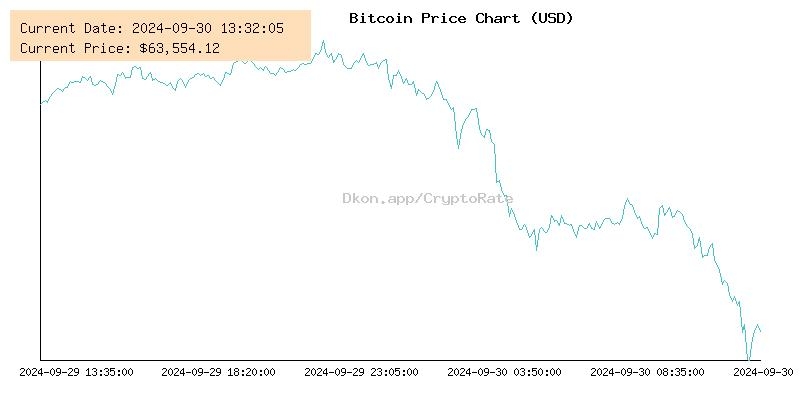 Bitcoin Price Chart (USD)
Current Date: 2024-09-30 13:32:05
Current Price: $63,554.12
Dkon.app/CryptoRate
2024-09-29 13:35:00 2024-09-29 18:20:00 2024-09-29 23:05:00 2024-09-30 03:50:00 2024-09-30 08:35:00 2024-09-30